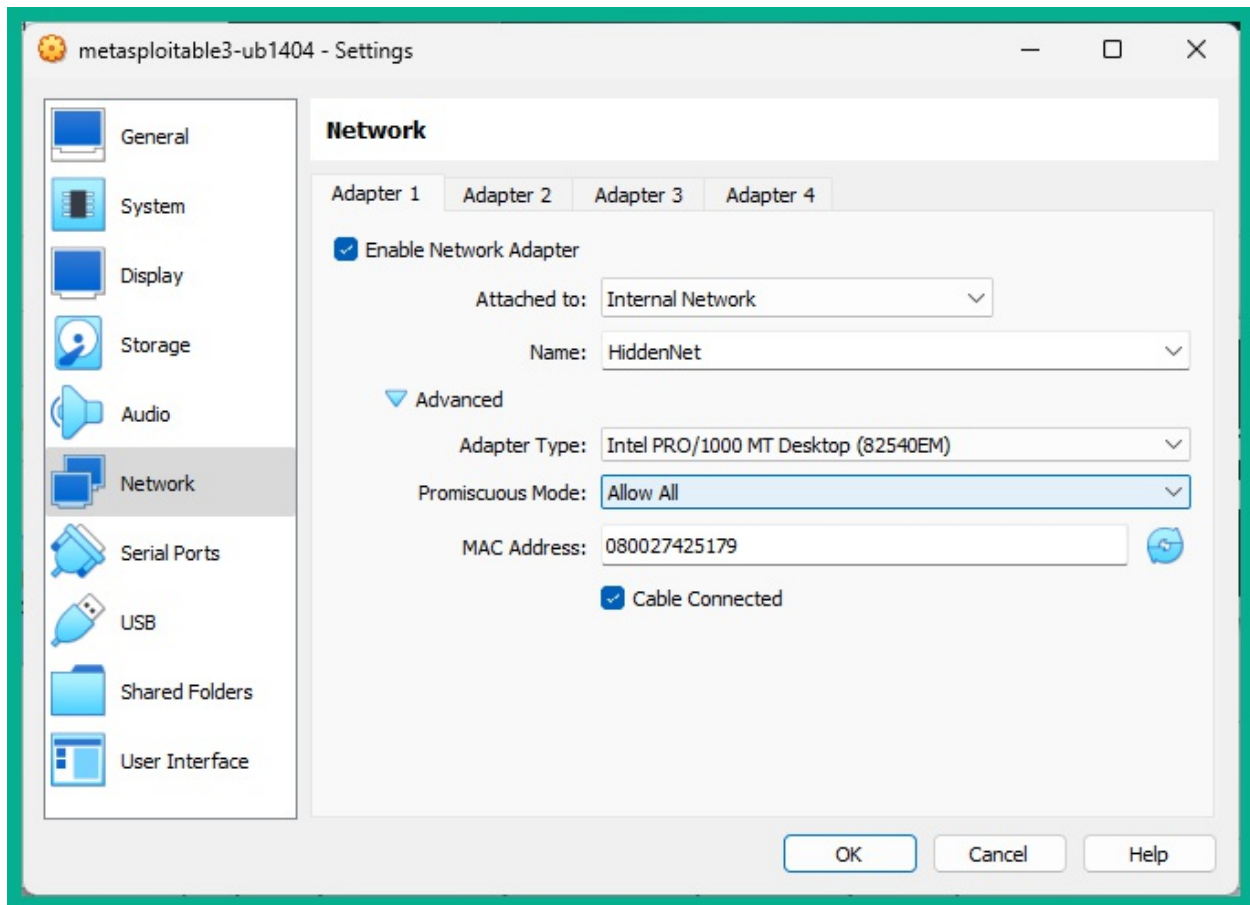 metasploitable3-ub1404 - Settings
General
System
Display
Storage
Audio
Network
Serial Ports
USB
Shared Folders
User Interface
Network
Adapter 1 Adapter 2 Adapter 3 Adapter 4
Enable Network Adapter
Attached to: Internal Network
Name: HiddenNet
Advanced
Adapter Type: Intel PRO/1000 MT Desktop (82540EM)
Promiscuous Mode: Allow All
MAC Address: 080027425179
Cable Connected
OK Cancel Help